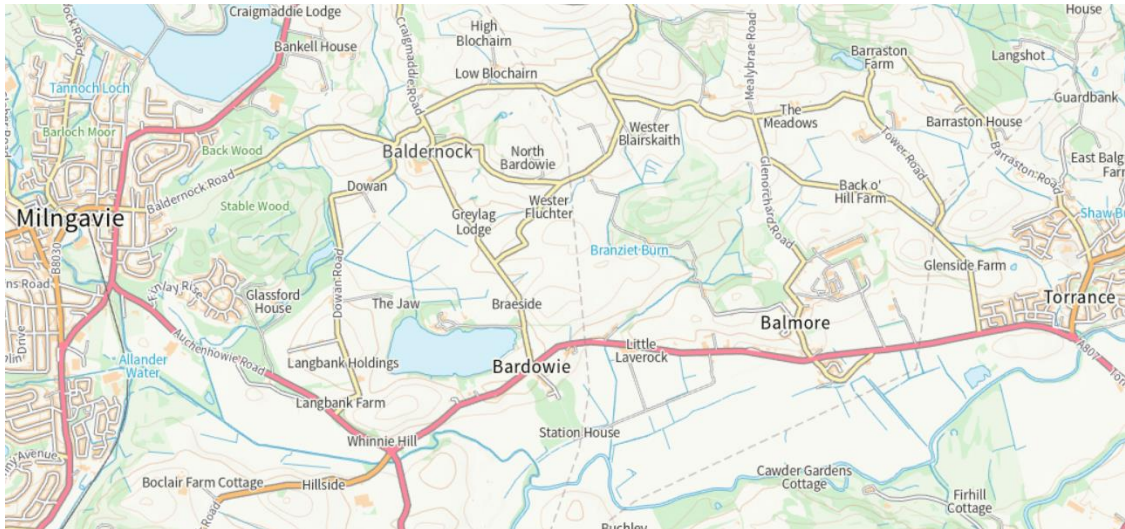 Craigmaddie Lodge
Bankell House
Craigmaddie Road
High
Blochairn
Low Blochairn
Mealybrae Road
Barraston
Farm
Langshot
House
Guardbank
Tannoch Loch
Barloch Moor
Back Wood
Baldernock
North
Bardowie
Wester
Blairskaith
The
Meadows
Barraston House
Tower Road
Barraston Road
East Balg
Farm
Baldernock Road
Dowan
Stable Wood
Milngavie
B8030
Greylag
Lodge
Wester
Fluchter
Glenorchard Road
Back o'
Hill Farm
Shaw Bu
Branziet Burn
Glenside Farm
Finlay Rise
Glassford
House
Dowan Road
The Jaw
Braeside
Balmore
Torrance
Auchenhowie Road
Allander
Water
Langbank Holdings
Bardowie
Little
Laverock
A807
Langbank Farm
Whinnie Hill
Station House
Boclair Farm Cottage
Hillside
Cawder Gardens
Cottage
Firhill
Cottage
Buchley